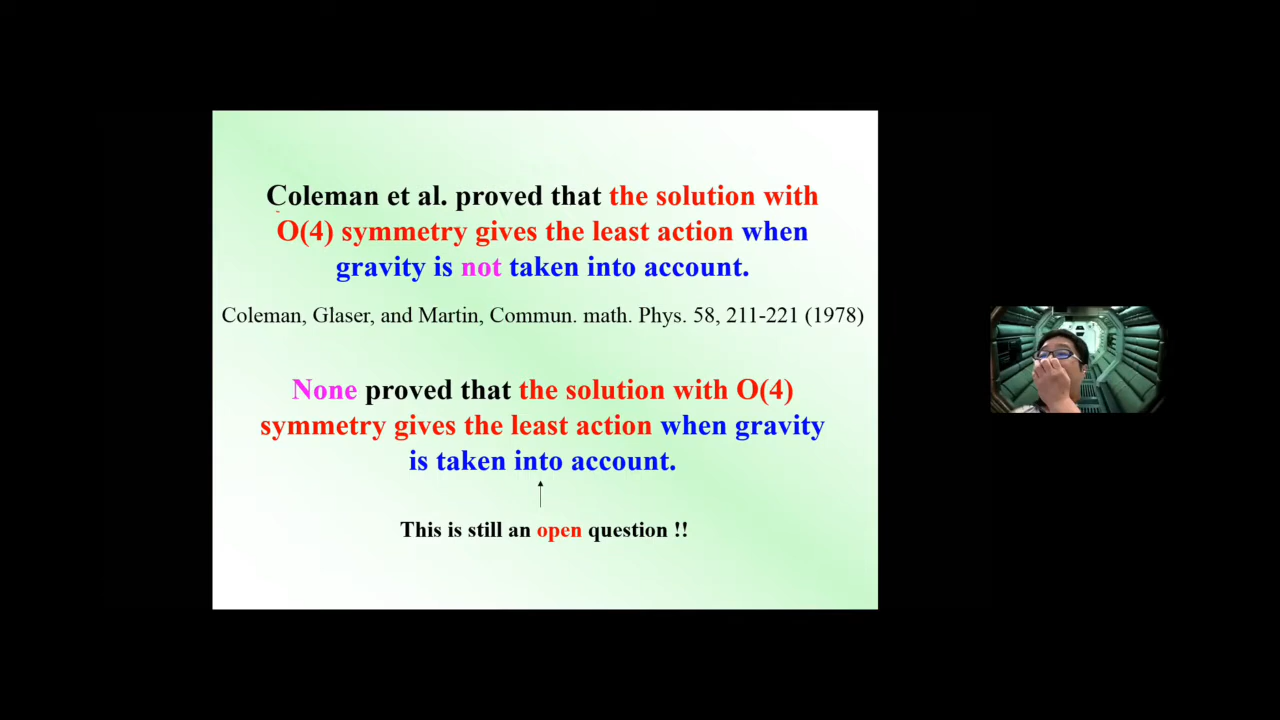 Coleman et al. proved that the solution with
O(4) symmetry gives the least action when
gravity is not taken into account.
Coleman, Glaser, and Martin, Commun. math. Phys. 58, 211-221 (1978)
None proved that the solution with O(4)
symmetry gives the least action when gravity
is taken into account.
This is still an open question !!